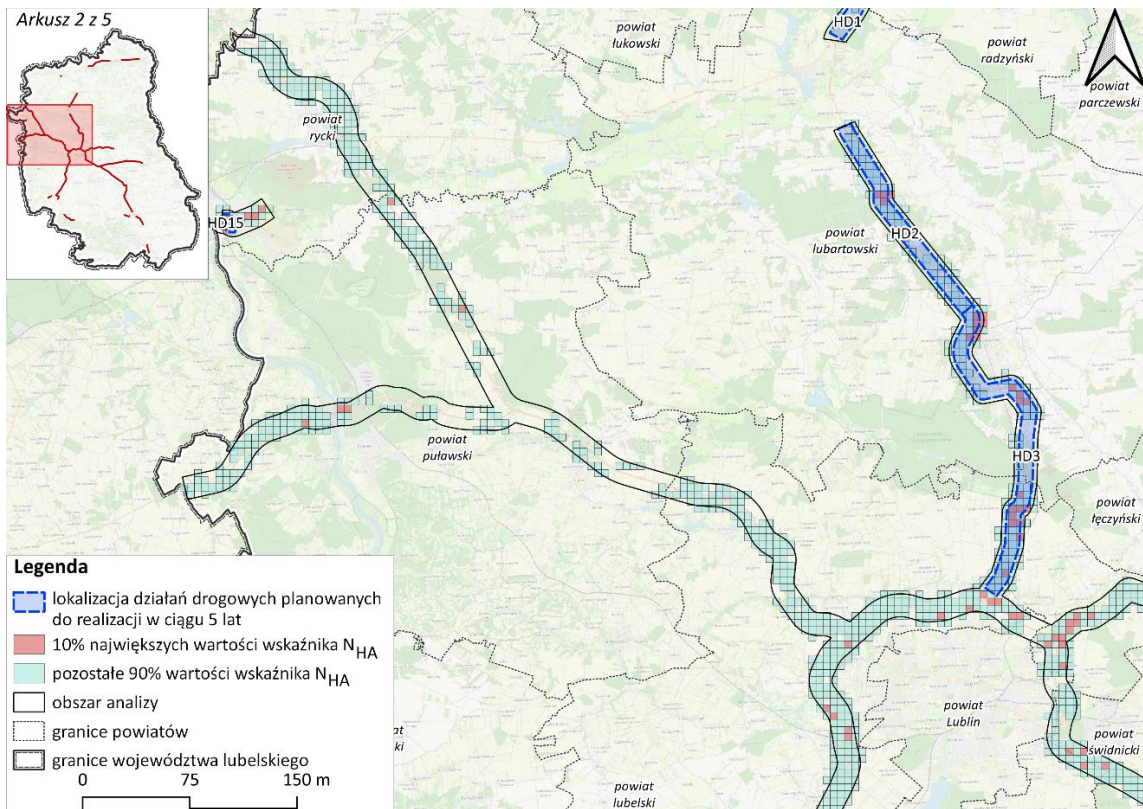 Arkusz 2 z 5
powiat
łukowski
HD1
powiat
radzyński
powiat
parczewski
powiat
rycki
HD15
powiat
lubartowski
HD2
HD3
powiat
puławski
powiat
łęczyński
powiat
Lublin
powiat
świdnicki
powiat
lubelski
Legenda
lokalizacja działań drogowych planowanych
do realizacji w ciągu 5 lat
10% największych wartości wskaźnika N_HA
pozostałe 90% wartości wskaźnika N_HA
obszar analizy
granice powiatów
granice województwa lubelskiego
0 75 150 m